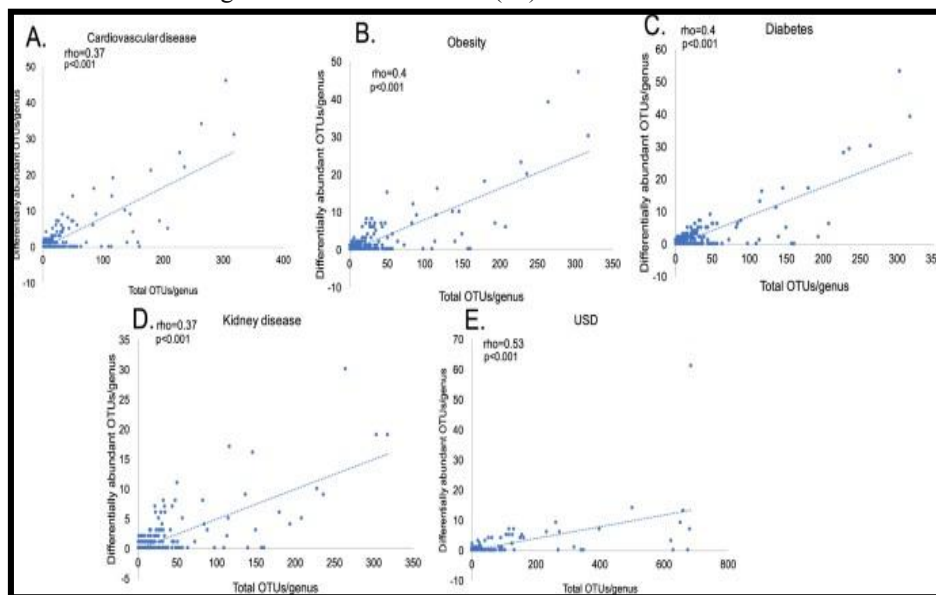 A.
Cardiovascular disease
rho=0.37
p<0.001
Differentially abundant OTUs/genus
50
40
30
20
10
0
-10
0
100
200
300
400
Total OTUs/genus
B.
Obesity
rho=0.4
p<0.001
Differentially abundant OTUs/genus
50
40
30
20
10
0
-10
0
50
100
150
200
250
300
350
Total OTUs/genus
C.
Diabetes
rho=0.4
p<0.001
Differentially abundant OTUs/genus
60
50
40
30
20
10
0
-10
0
50
100
150
200
250
300
350
Total OTUs/genus
D.
Kidney disease
rho=0.37
p<0.001
Differentially abundant OTUs/genus
35
30
25
20
15
10
5
0
-5
0
50
100
150
200
250
300
350
Total OTUs/genus
E.
USD
rho=0.53
p<0.001
Differentially abundant OTUs/genus
70
60
50
40
30
20
10
0
-10
0
200
400
600
800
Total OTUs/genus